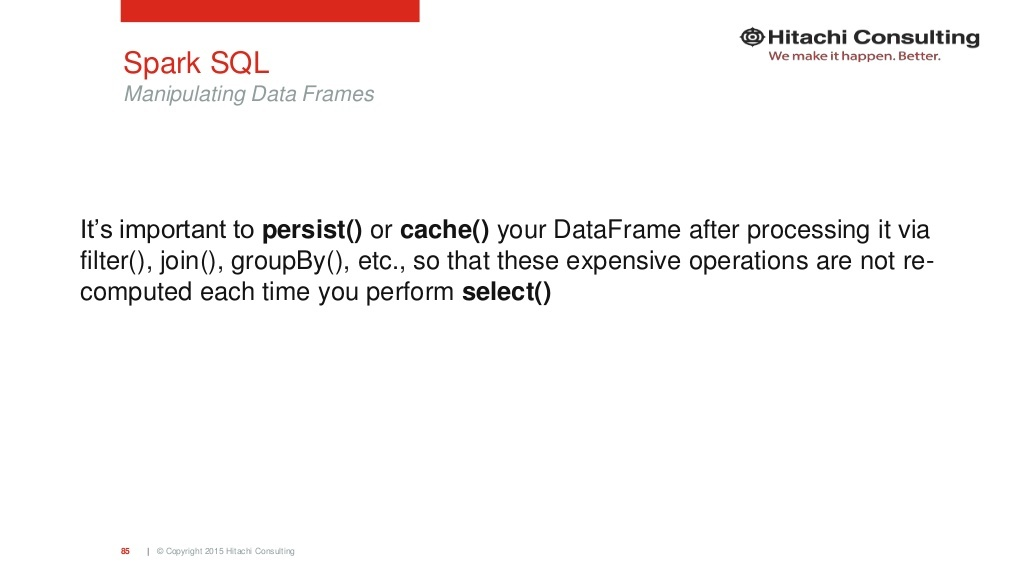 Hitachi Consulting
We make it happen. Better.
Spark SQL
Manipulating Data Frames
It’s important to persist() or cache() your DataFrame after processing it via
filter(), join(), groupBy(), etc., so that these expensive operations are not re-
computed each time you perform select()
85 | © Copyright 2015 Hitachi Consulting